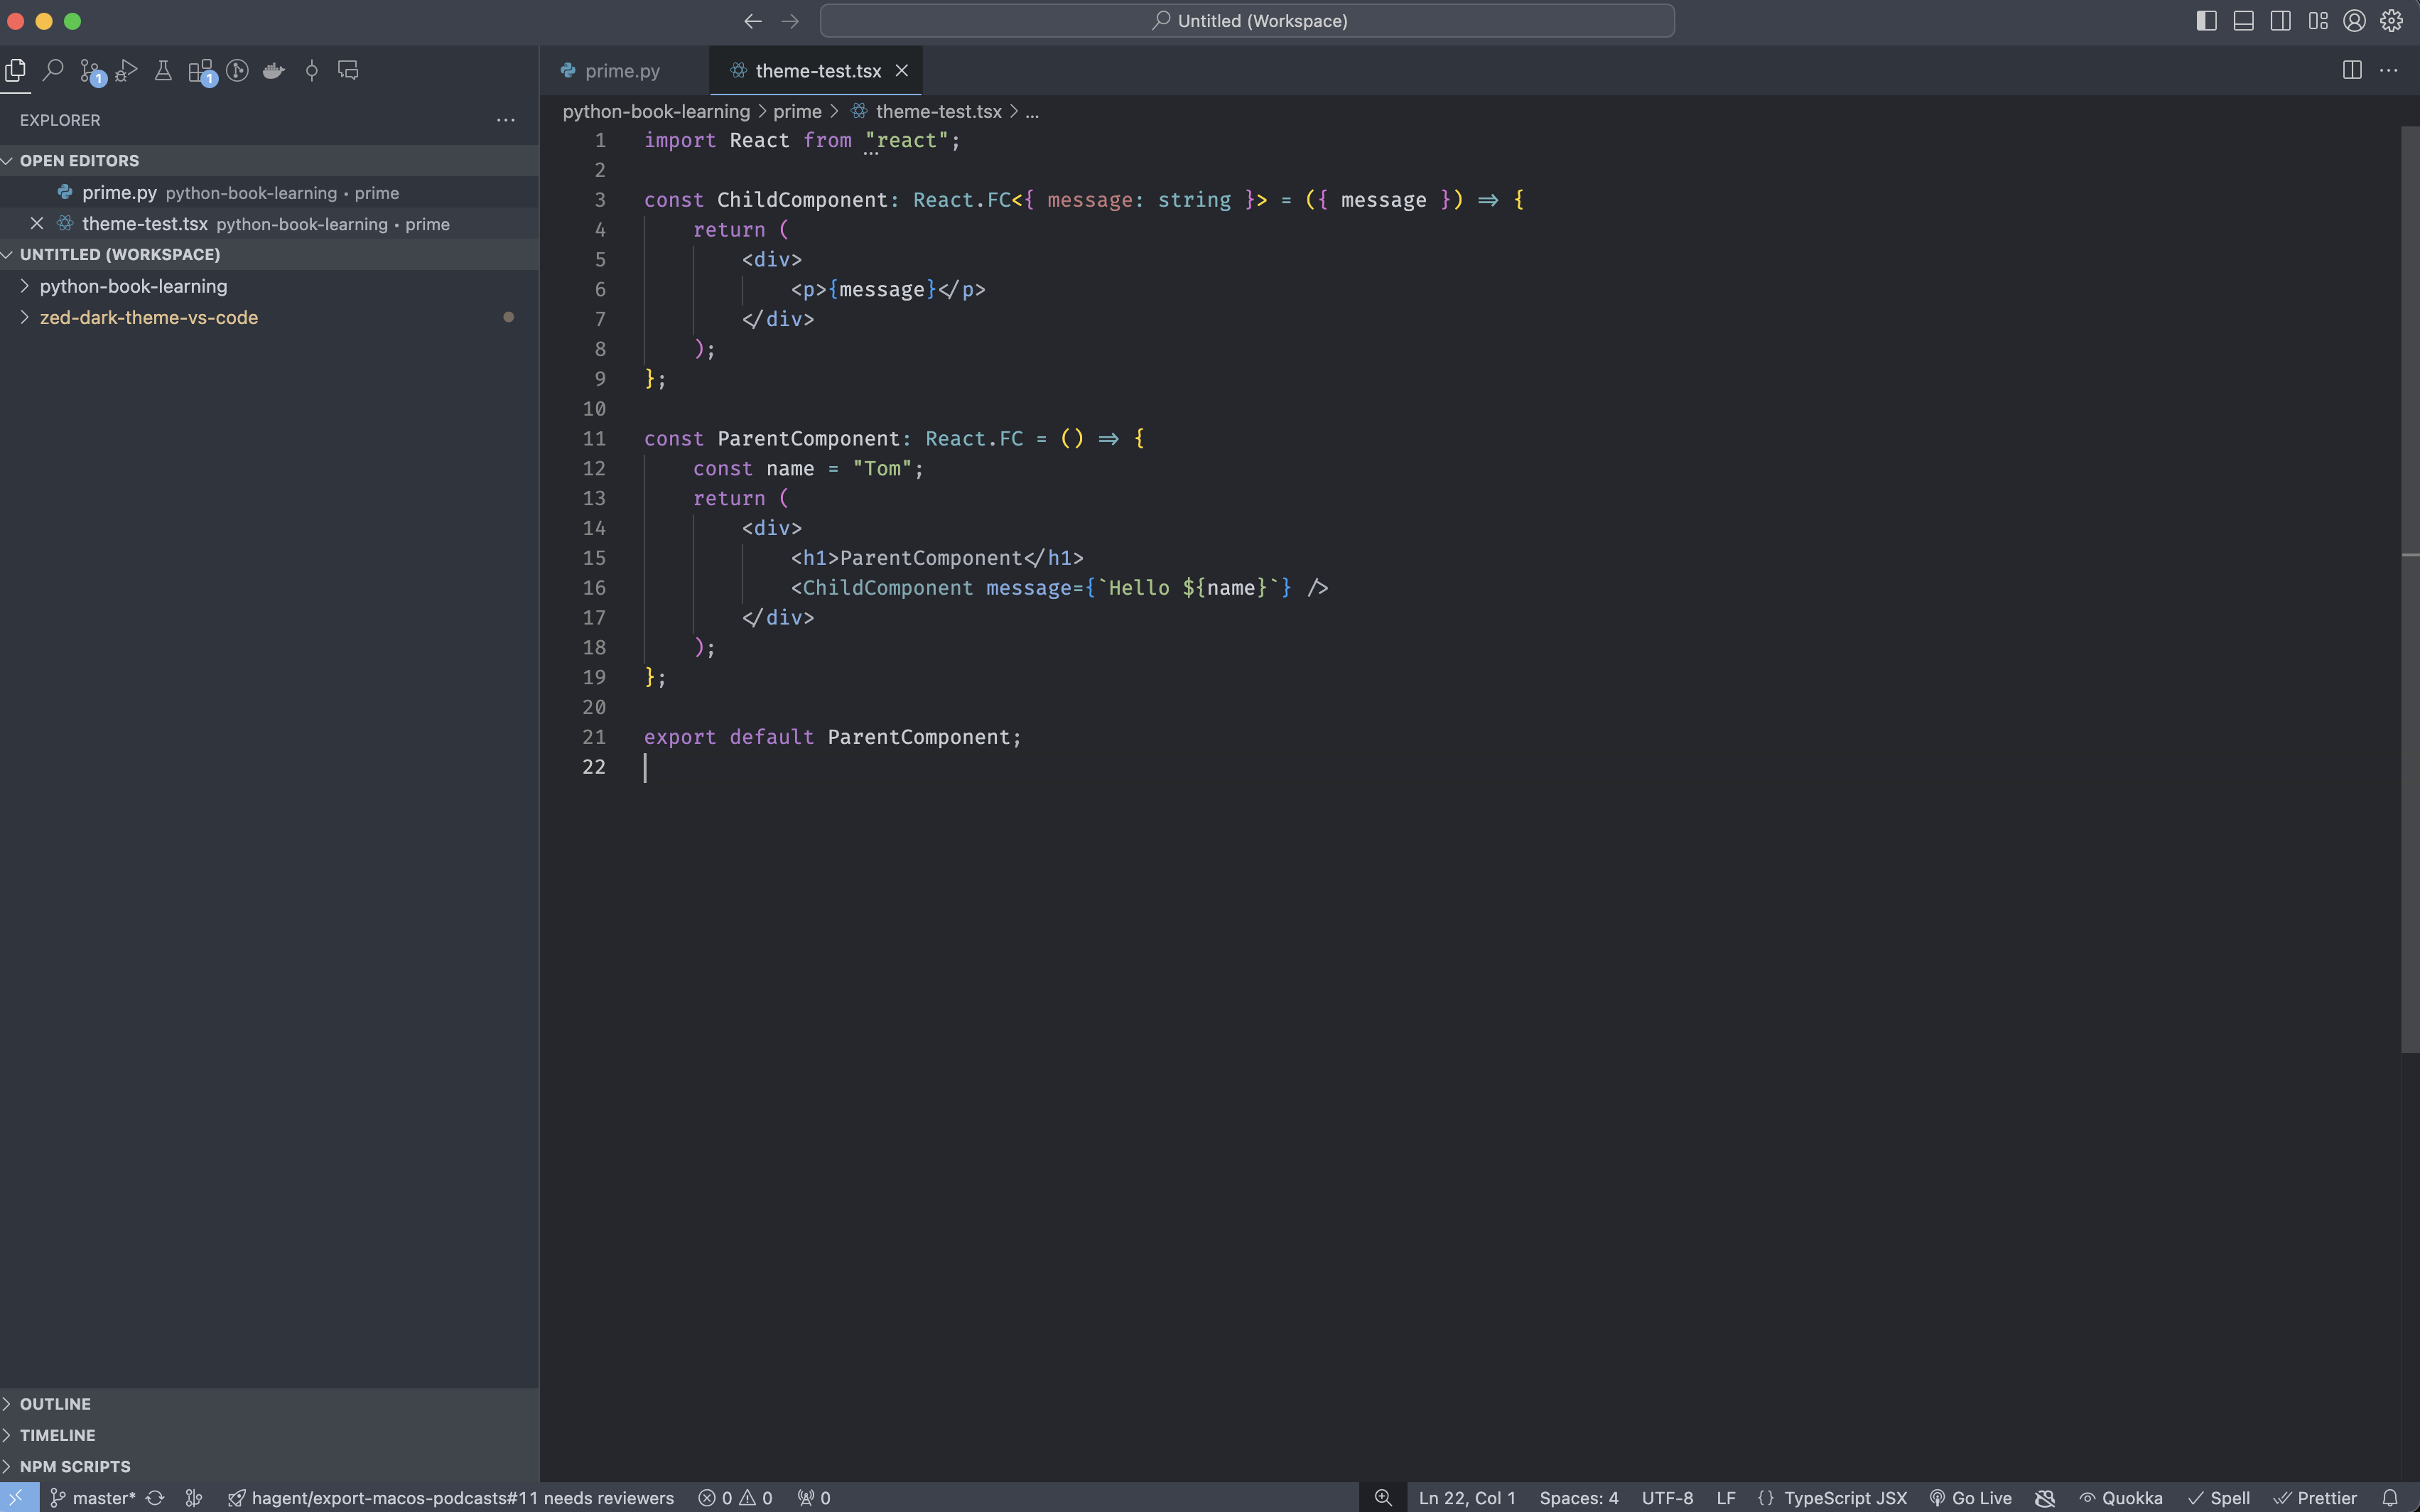 Untitled (Workspace)
1
1
EXPLORER
OPEN EDITORS
prime.py python-book-learning • prime
theme-test.tsx python-book-learning • prime
UNTITLED (WORKSPACE)
python-book-learning
zed-dark-theme-vs-code
OUTLINE
TIMELINE
NPM SCRIPTS
prime.py
theme-test.tsx
python-book-learning > prime > theme-test.tsx > ...
1 import React from "react";
2
3 const ChildComponent: React.FC<{ message: string }> = ({ message }) => {
4 return (
5 <div>
6 <p>{message}</p>
7 </div>
8 );
9 };
10
11 const ParentComponent: React.FC = () => {
12 const name = "Tom";
13 return (
14 <div>
15 <h1>ParentComponent</h1>
16 <ChildComponent message={`Hello ${name}`} />
17 </div>
18 );
19 };
20
21 export default ParentComponent;
22
master* hagent/export-macos-podcasts#11 needs reviewers 0 0 0 Ln 22, Col 1 Spaces: 4 UTF-8 LF {} TypeScript JSX Go Live Quokka Spell Prettier